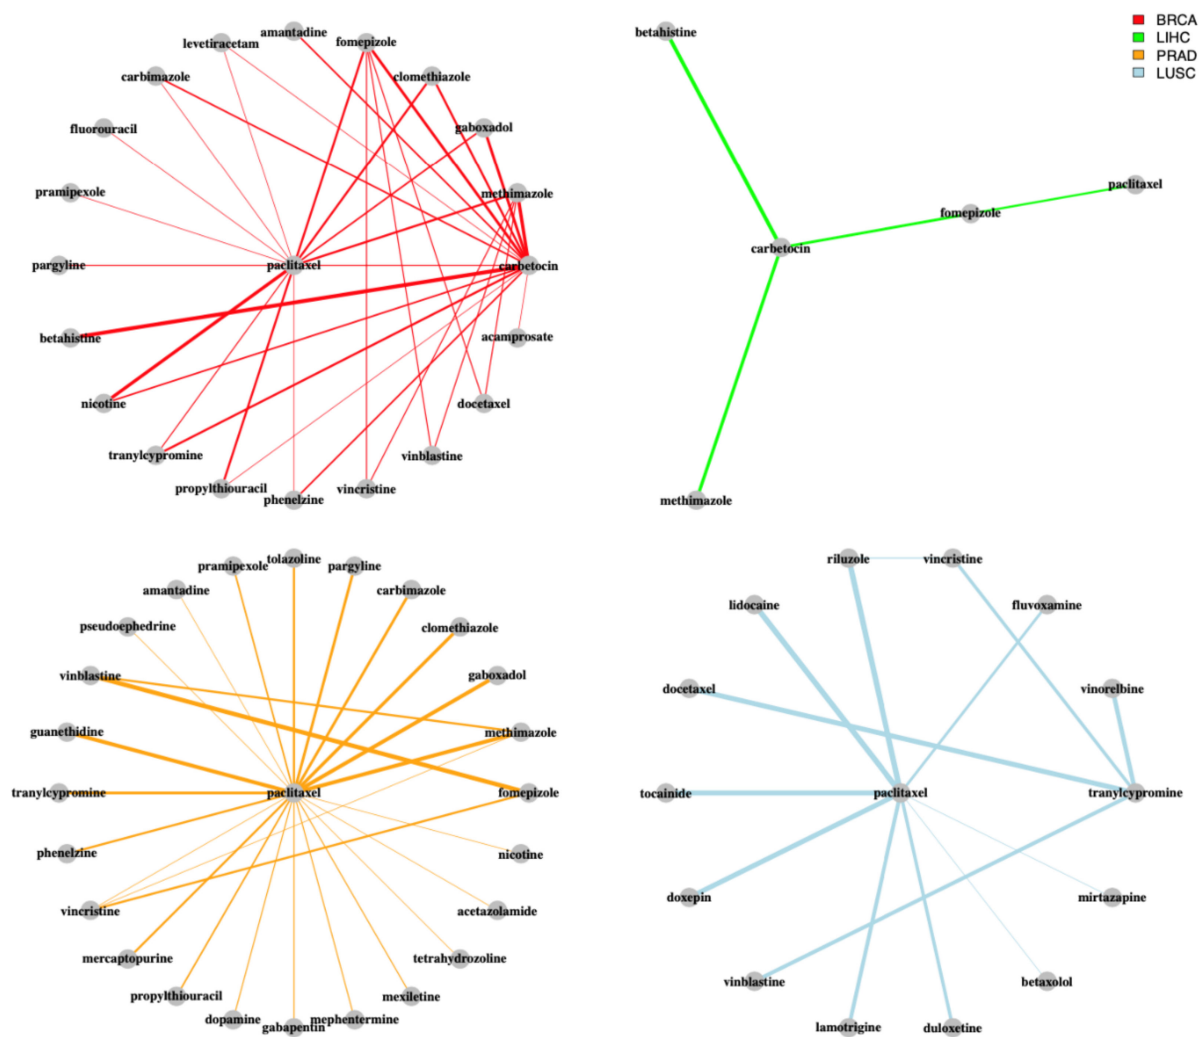 BRCA
LIHC
PRAD
LUSC
amantadine
levetiracetam
fomepizole
carbimazole
clomethiazole
fluorouracil
gaboxadol
pramipexole
methimazole
pargyline
paclitaxel
carbetocin
betahistine
acamprosate
nicotine
docetaxel
tranylcypromine
vinblastine
propylthiouracil
phenelzine
vincristine
betahistine
paclitaxel
fomepizole
carbetocin
methimazole
pramipexole
tolazoline
pargyline
amantadine
carbimazole
pseudoephedrine
clomethiazole
vinblastine
gaboxadol
guanethidine
methimazole
tranylcypromine
paclitaxel
fomepizole
phenelzine
nicotine
vincristine
acetazolamide
mercaptopurine
tetrahydrozoline
propylthiouracil
mexiletine
dopamine
gabapentin
mephentermine
riluzole
vincristine
lidocaine
fluvoxamine
docetaxel
vinorelbine
tocainide
paclitaxel
tranylcypromine
doxepin
mirtazapine
vinblastine
betaxolol
lamotrigine
duloxetine